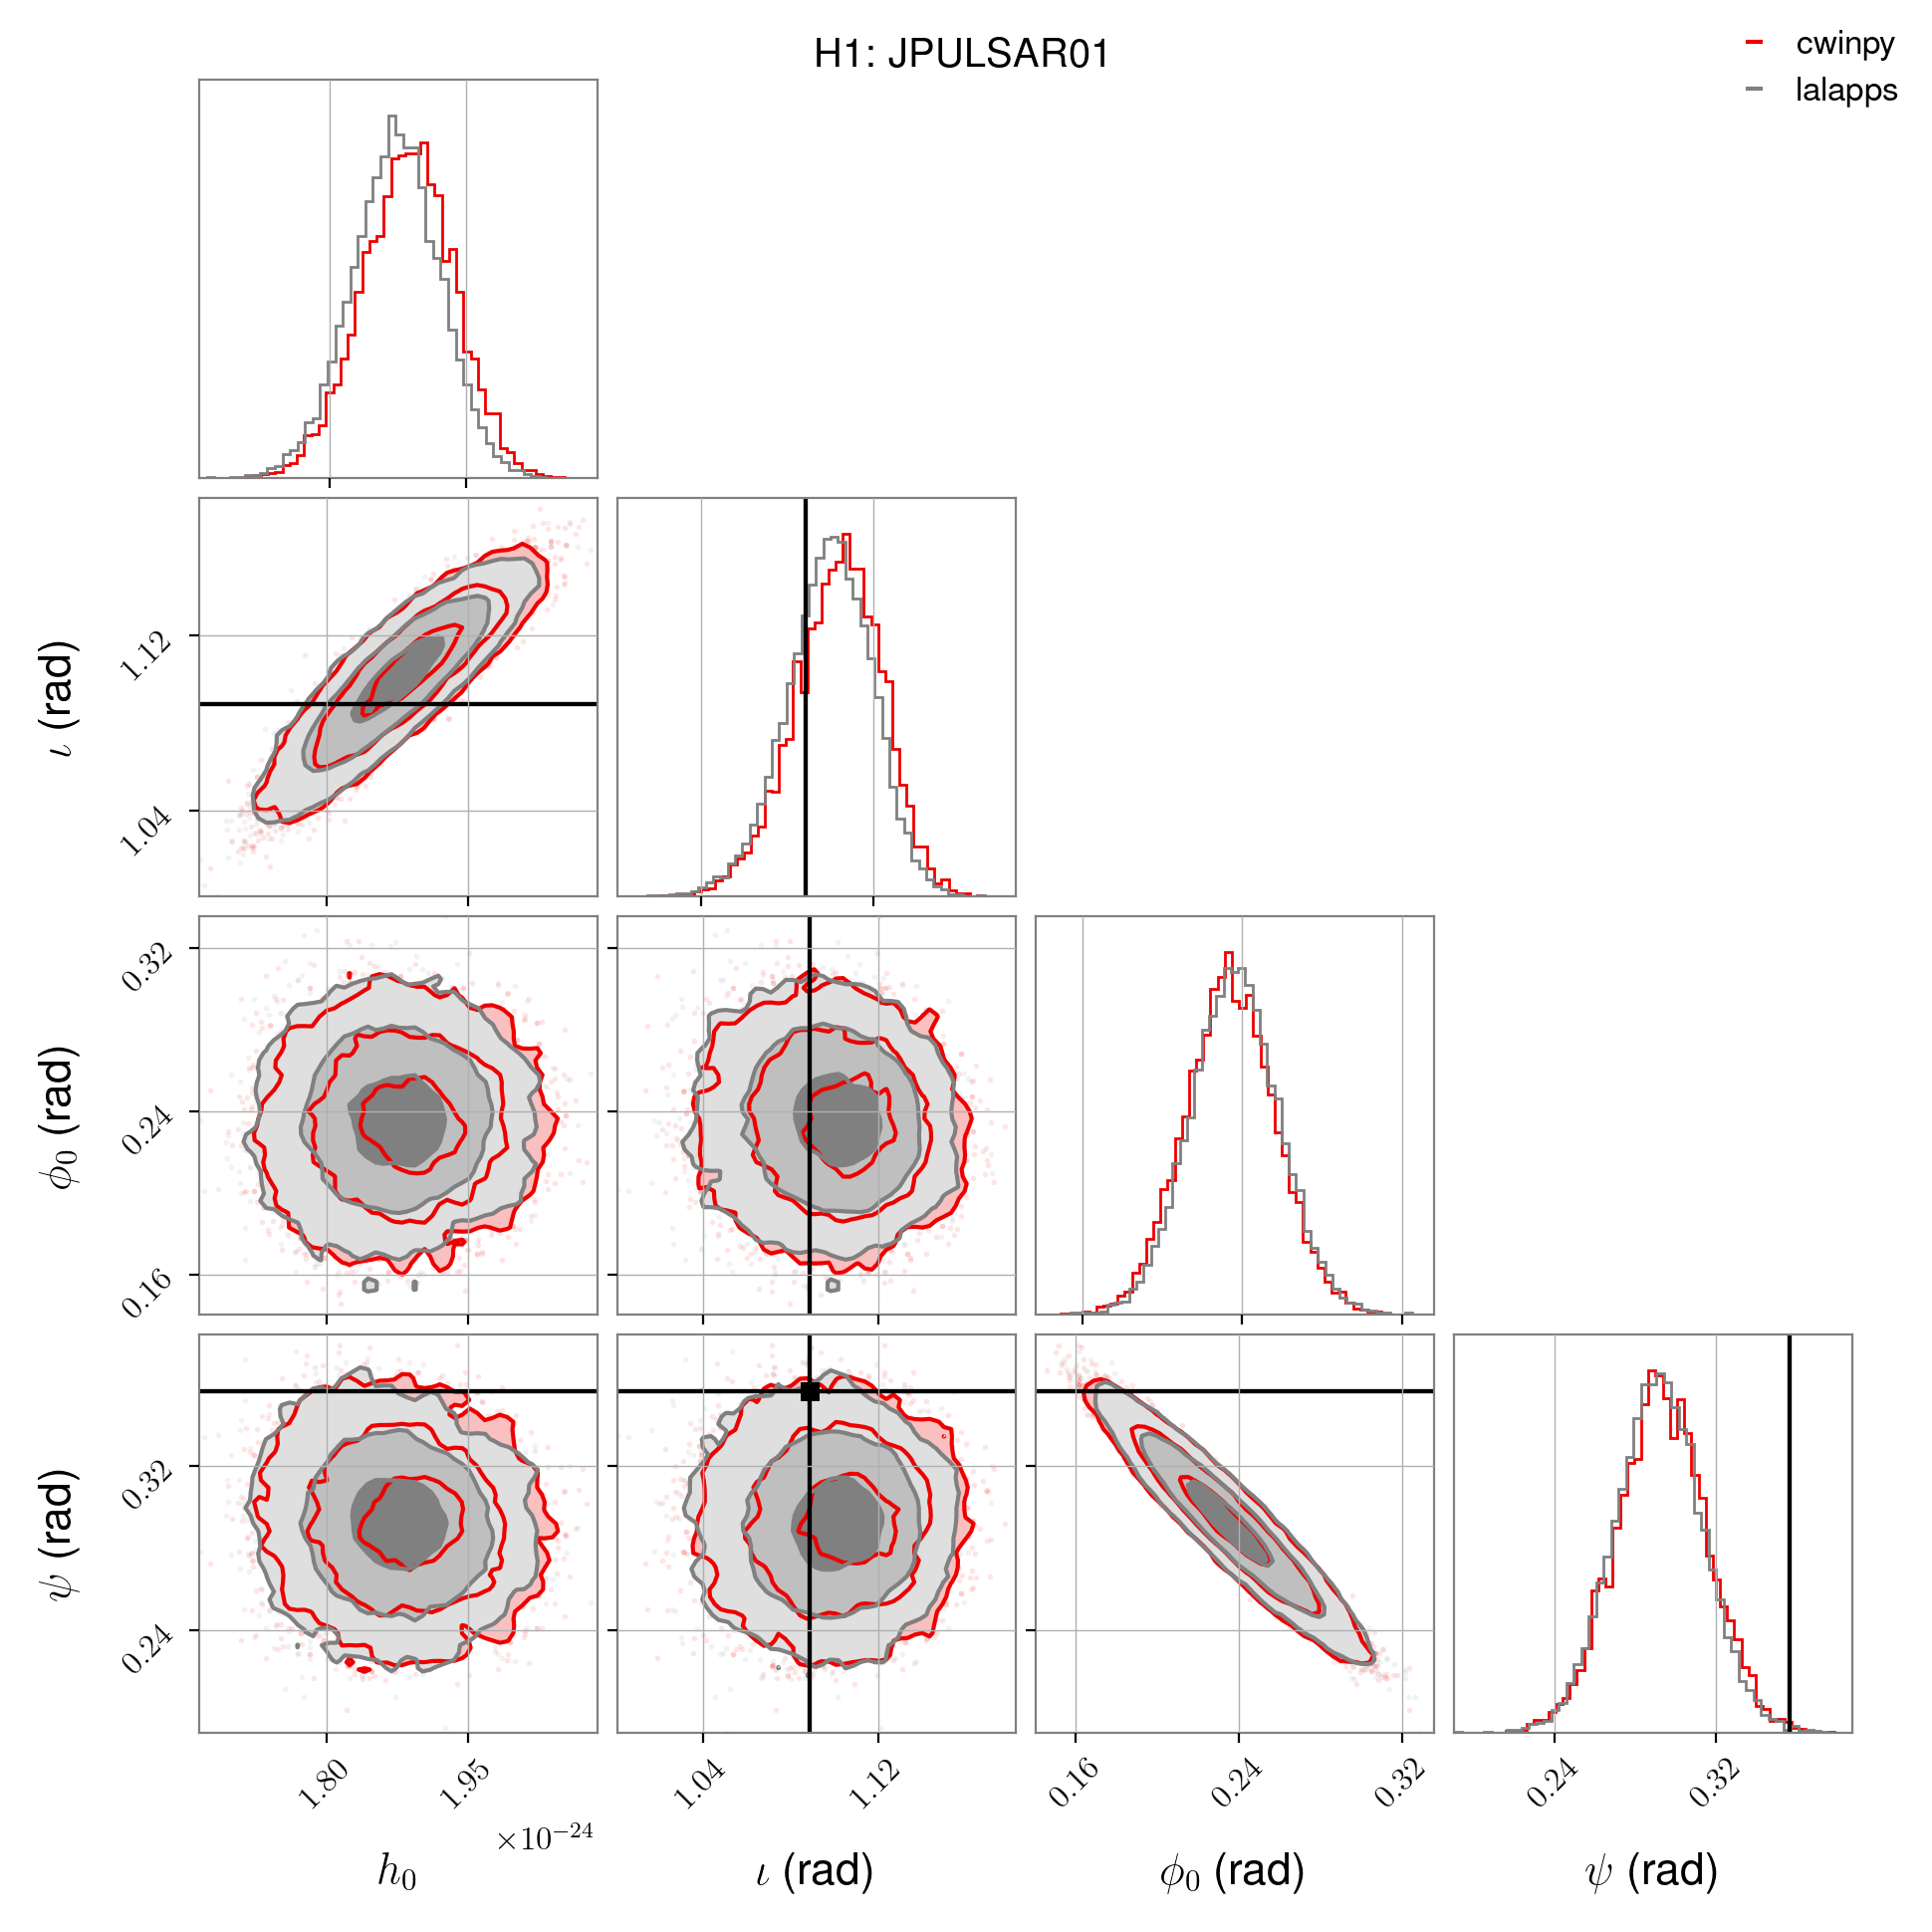 H1: JPULSAR01
cwinpy
lalapps
ι (rad)
1.12
1.04
ϕ₀ (rad)
0.32
0.24
0.16
ψ (rad)
0.32
0.24
1.80
1.95
1.04
1.12
0.16
0.24
0.32
0.24
0.32
×10⁻²⁴
h₀
ι (rad)
ϕ₀ (rad)
ψ (rad)